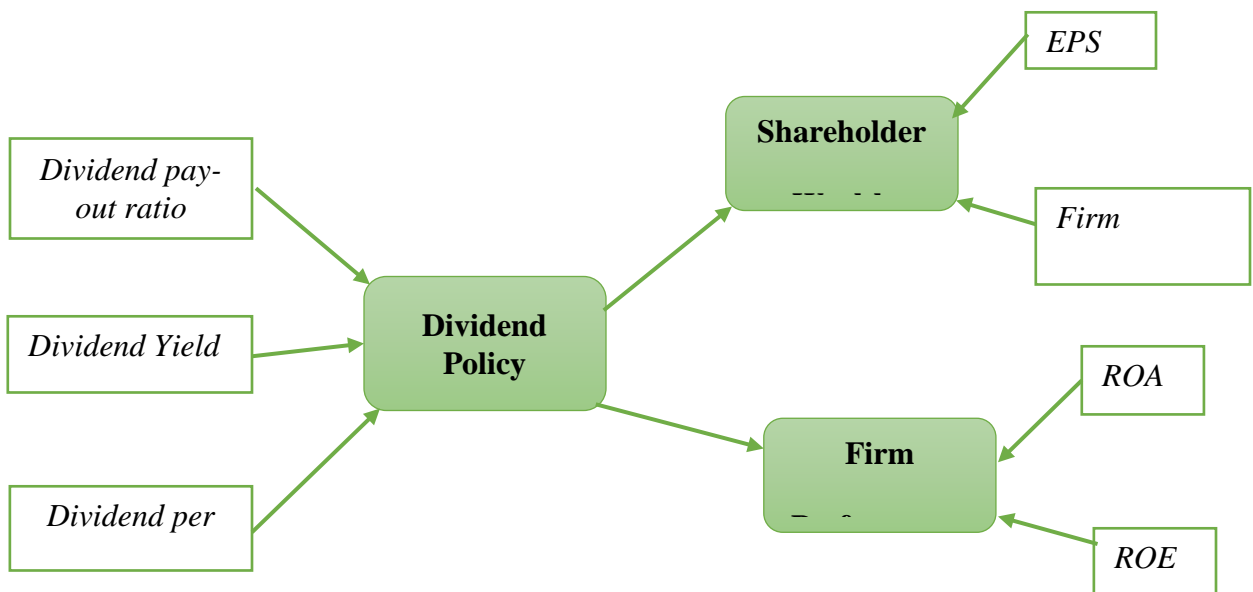 EPS
Shareholder
Dividend pay-
out ratio
Firm
Dividend
Policy
Dividend Yield
ROA
Firm
Dividend per
ROE